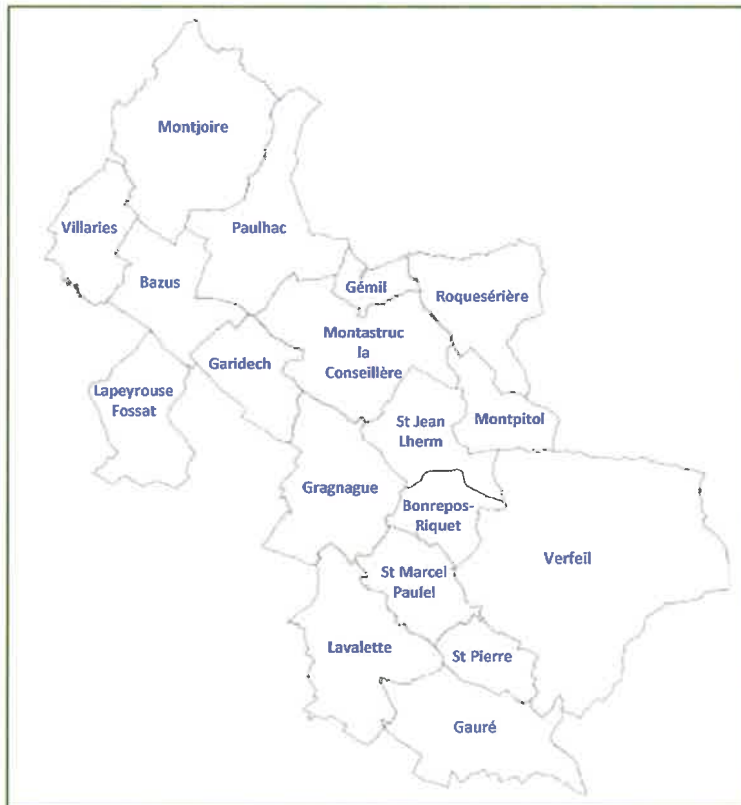 Montjoire
Villaries
Paulhac
Bazus
Gémil
Roquesérière
Montastruc
la
Conseillère
Garidech
Lapeyrouse
Fossat
St Jean
Lherm
Montpitol
Gragnague
Bonrepos-
Riquet
Verfeil
St Marcel
Paulel
Lavalette
St Pierre
Gauré